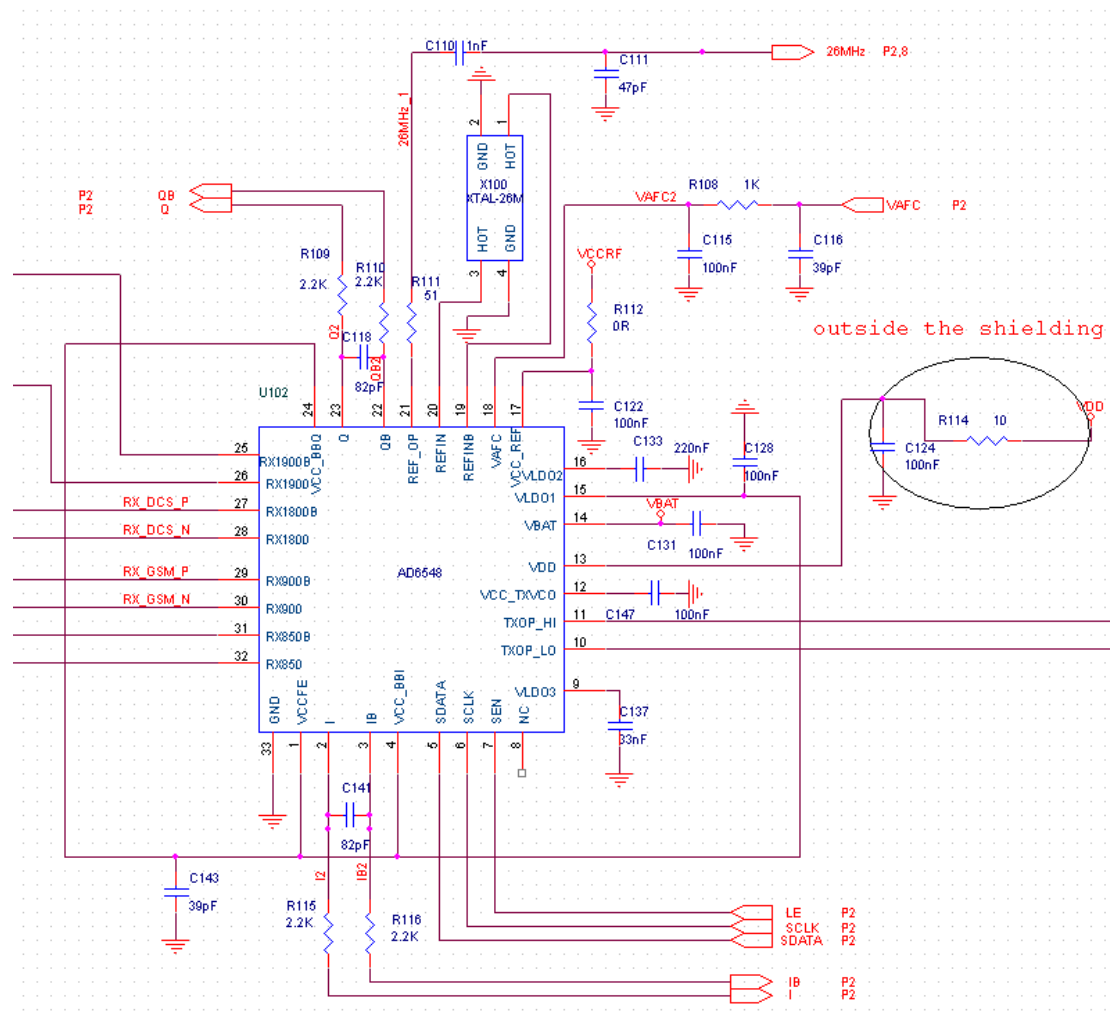 C110 1nF
26MHz P2,8
C111
47pF
26MHz_1
2
1
GND
HOT
X100
XTAL-26M
HOT
GND
3
4
P2 QB
P2 Q
R108 1K
VAFC2
VAFC P2
C115
100nF
C116
39pF
R109
2.2K
R110
2.2K
R111
51
VCCRF
R112
0R
outside the shielding
Q2
C118
QB2
82pF
U102
24
23
22
21
20
19
18
17
C122
100nF
R114 10
VDD
C124
100nF
C133
220nF
C128
100nF
VCC_BBQ
Q
QB
REF_OP
REFIN
REFINB
VAFC
VCC_REF
25
RX1900B
26
RX1900
RX_DCS_P
27
RX1800B
RX_DCS_N
28
RX1800
RX_GSM_P
29
RX900B
RX_GSM_N
30
RX900
31
RX850B
32
RX850
AD6548
VLDO2
16
VLDO1
15
VBAT
VBAT
14
C131
100nF
VDD
13
VCC_TXVCO
12
C147
100nF
TXOP_HI
11
TXOP_LO
10
VLDO3
9
C137
33nF
GND
VCCFE
I
IB
VCC_BBI
SDATA
SCLK
SEN
NC
33
1
2
3
4
5
6
7
8
C141
82pF
I2
IB2
C143
39pF
R115
2.2K
R116
2.2K
LE P2
SCLK P2
SDATA P2
IB P2
I P2